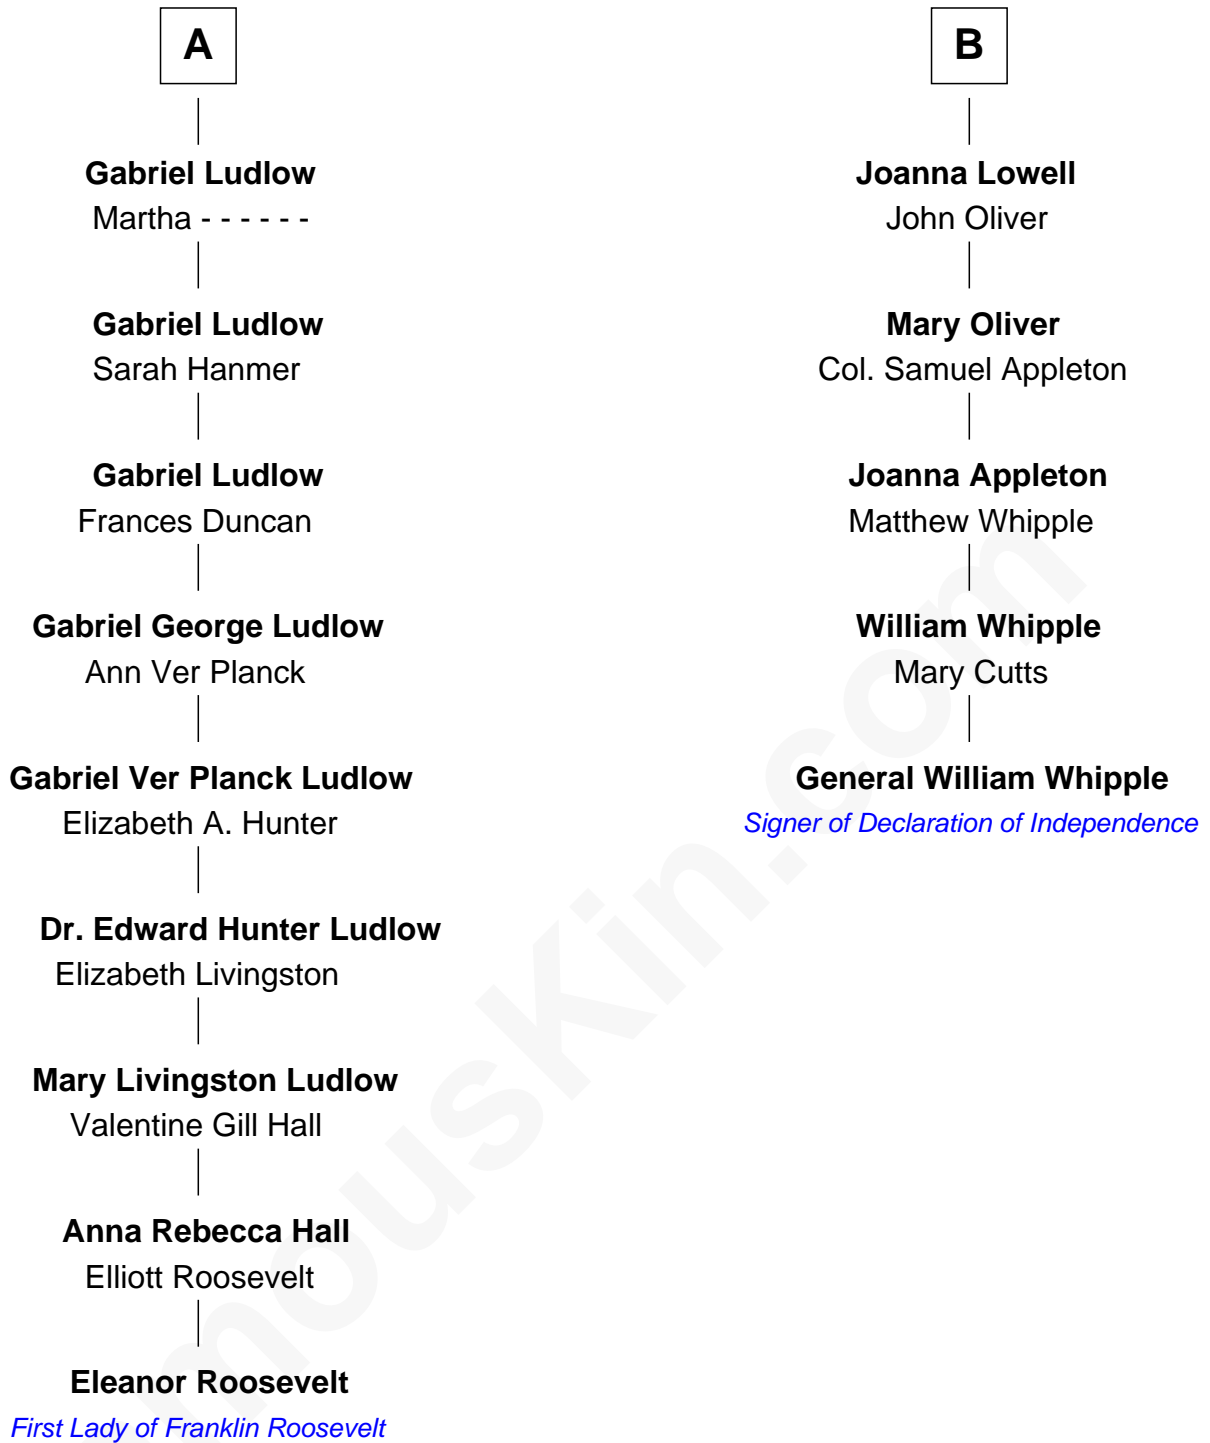 A
Gabriel Ludlow
Martha - - - - - -
Gabriel Ludlow
Sarah Hanmer
Gabriel Ludlow
Frances Duncan
Gabriel George Ludlow
Ann Ver Planck
Gabriel Ver Planck Ludlow
Elizabeth A. Hunter
Dr. Edward Hunter Ludlow
Elizabeth Livingston
Mary Livingston Ludlow
Valentine Gill Hall
Anna Rebecca Hall
Elliott Roosevelt
Eleanor Roosevelt
First Lady of Franklin Roosevelt
B
Joanna Lowell
John Oliver
Mary Oliver
Col. Samuel Appleton
Joanna Appleton
Matthew Whipple
William Whipple
Mary Cutts
General William Whipple
Signer of Declaration of Independence
mouskin.com